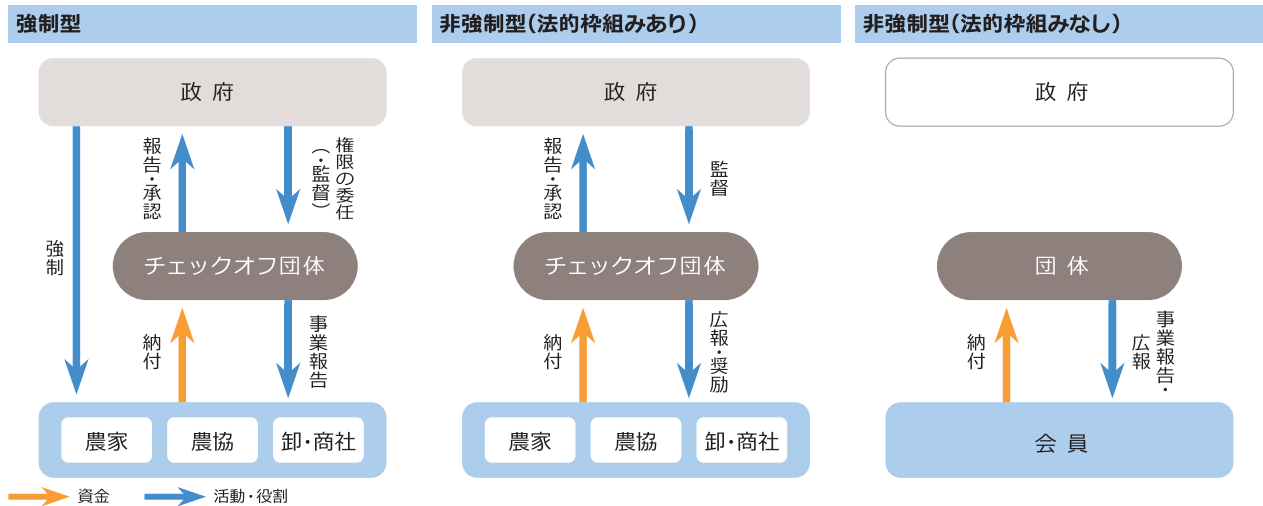 強制型
政府
強制
報告・承認
権限の委任
（・監督）
チェックオフ団体
納付
事業報告
農家
農協
卸・商社
非強制型（法的枠組みあり）
政府
報告・承認
監督
チェックオフ団体
納付
広報・奨励
農家
農協
卸・商社
非強制型（法的枠組みなし）
政府
団体
納付
事業報告・
広報
会員
資金
活動・役割